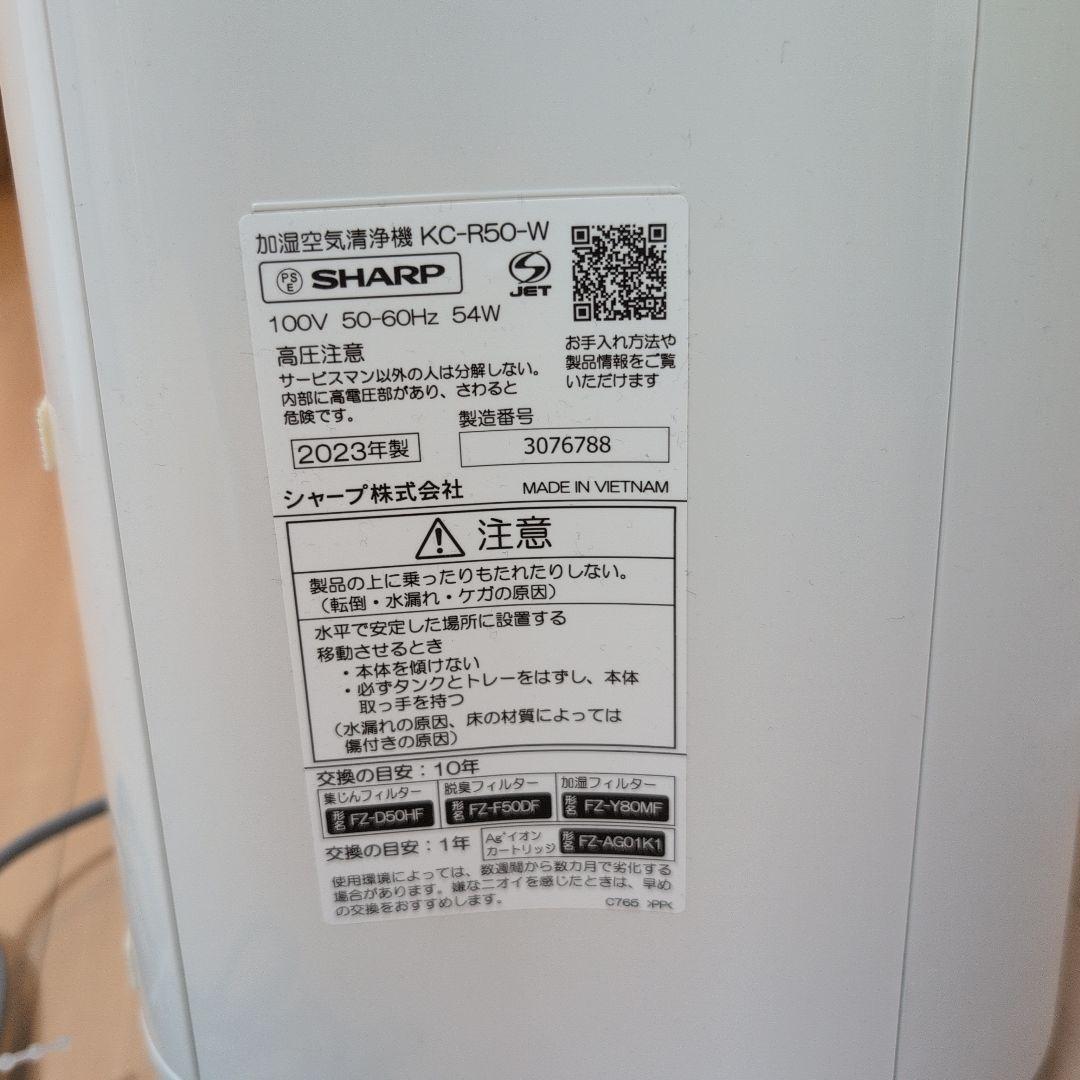 加湿空気清浄機 KC-R50-W
PS
E
SHARP
JET
100V 50-60Hz 54W
お手入れ方法や
製品情報をご覧
いただけます
高圧注意
サービスマン以外の人は分解しない。
内部に高電圧部があり、さわると
危険です。
製造番号
2023年製
3076788
シャープ株式会社
MADE IN VIETNAM
注意
製品の上に乗ったりもたれたりしない。
（転倒・水漏れ・ケガの原因）
水平で安定した場所に設置する
移動させるとき
・本体を傾けない
・必ずタンクとトレーをはずし、本体
取っ手を持つ
（水漏れの原因、床の材質によっては
傷付きの原因）
交換の目安：10年
集じんフィルター
形名 FZ-D50HF
脱臭フィルター
形名 FZ-F50DF
加湿フィルター
形名 FZ-Y80MF
交換の目安：1年
Ag⁺イオン
カートリッジ
形名 FZ-AG01K1
使用環境によっては、数週間から数カ月で劣化する
場合があります。嫌なニオイを感じたときは、早め
の交換をおすすめします。
C765 >PP<